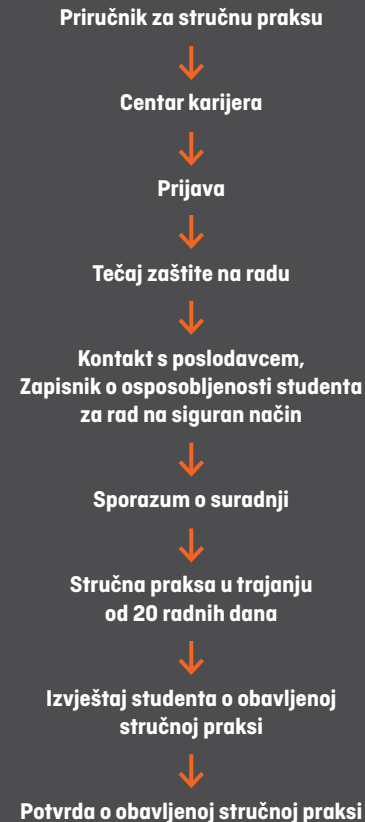 Priručnik za stručnu praksu
Centar karijera
Prijava
Tečaj zaštite na radu
Kontakt s poslodavcem,
Zapisnik o osposobljenosti studenta
za rad na siguran način
Sporazum o suradnji
Stručna praksa u trajanju
od 20 radnih dana
Izvještaj studenta o obavljenoj
stručnoj praksi
Potvrda o obavljenoj stručnoj praksi